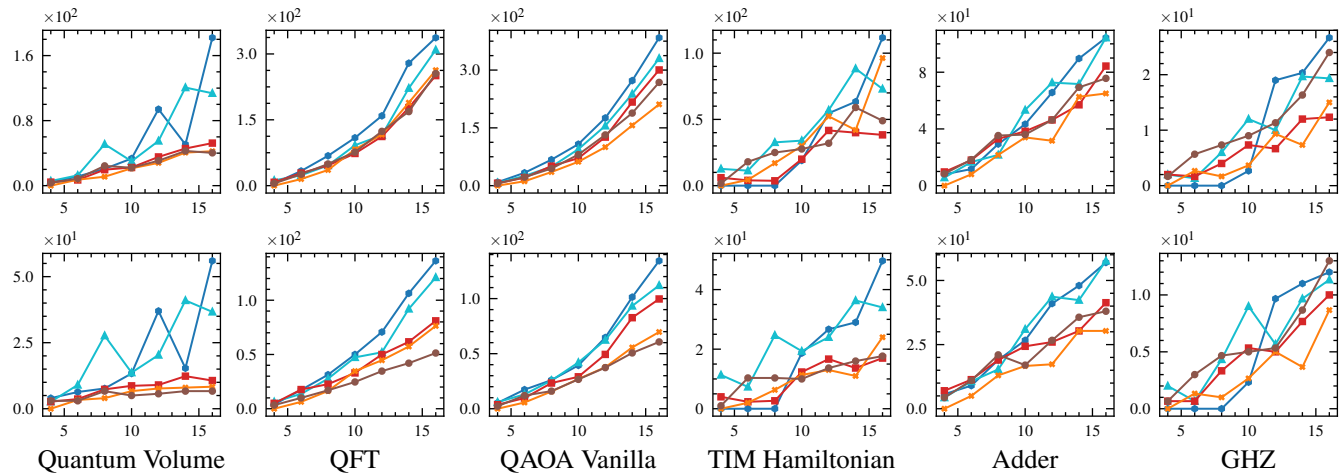 ×10² ×10² ×10² ×10² ×10¹ ×10¹
1.6 0.8 0.0
3.0 1.5 0.0
3.0 1.5 0.0
1.0 0.5 0.0
8 4 0
2 1 0
5 10 15 5 10 15 5 10 15 5 10 15 5 10 15 5 10 15
×10¹ ×10² ×10² ×10¹ ×10¹ ×10¹
5.0 2.5 0.0
1.0 0.5 0.0
1.0 0.5 0.0
4 2 0
5.0 2.5 0.0
1.0 0.5 0.0
5 10 15 5 10 15 5 10 15 5 10 15 5 10 15 5 10 15
Quantum Volume QFT QAOA Vanilla TIM Hamiltonian Adder GHZ